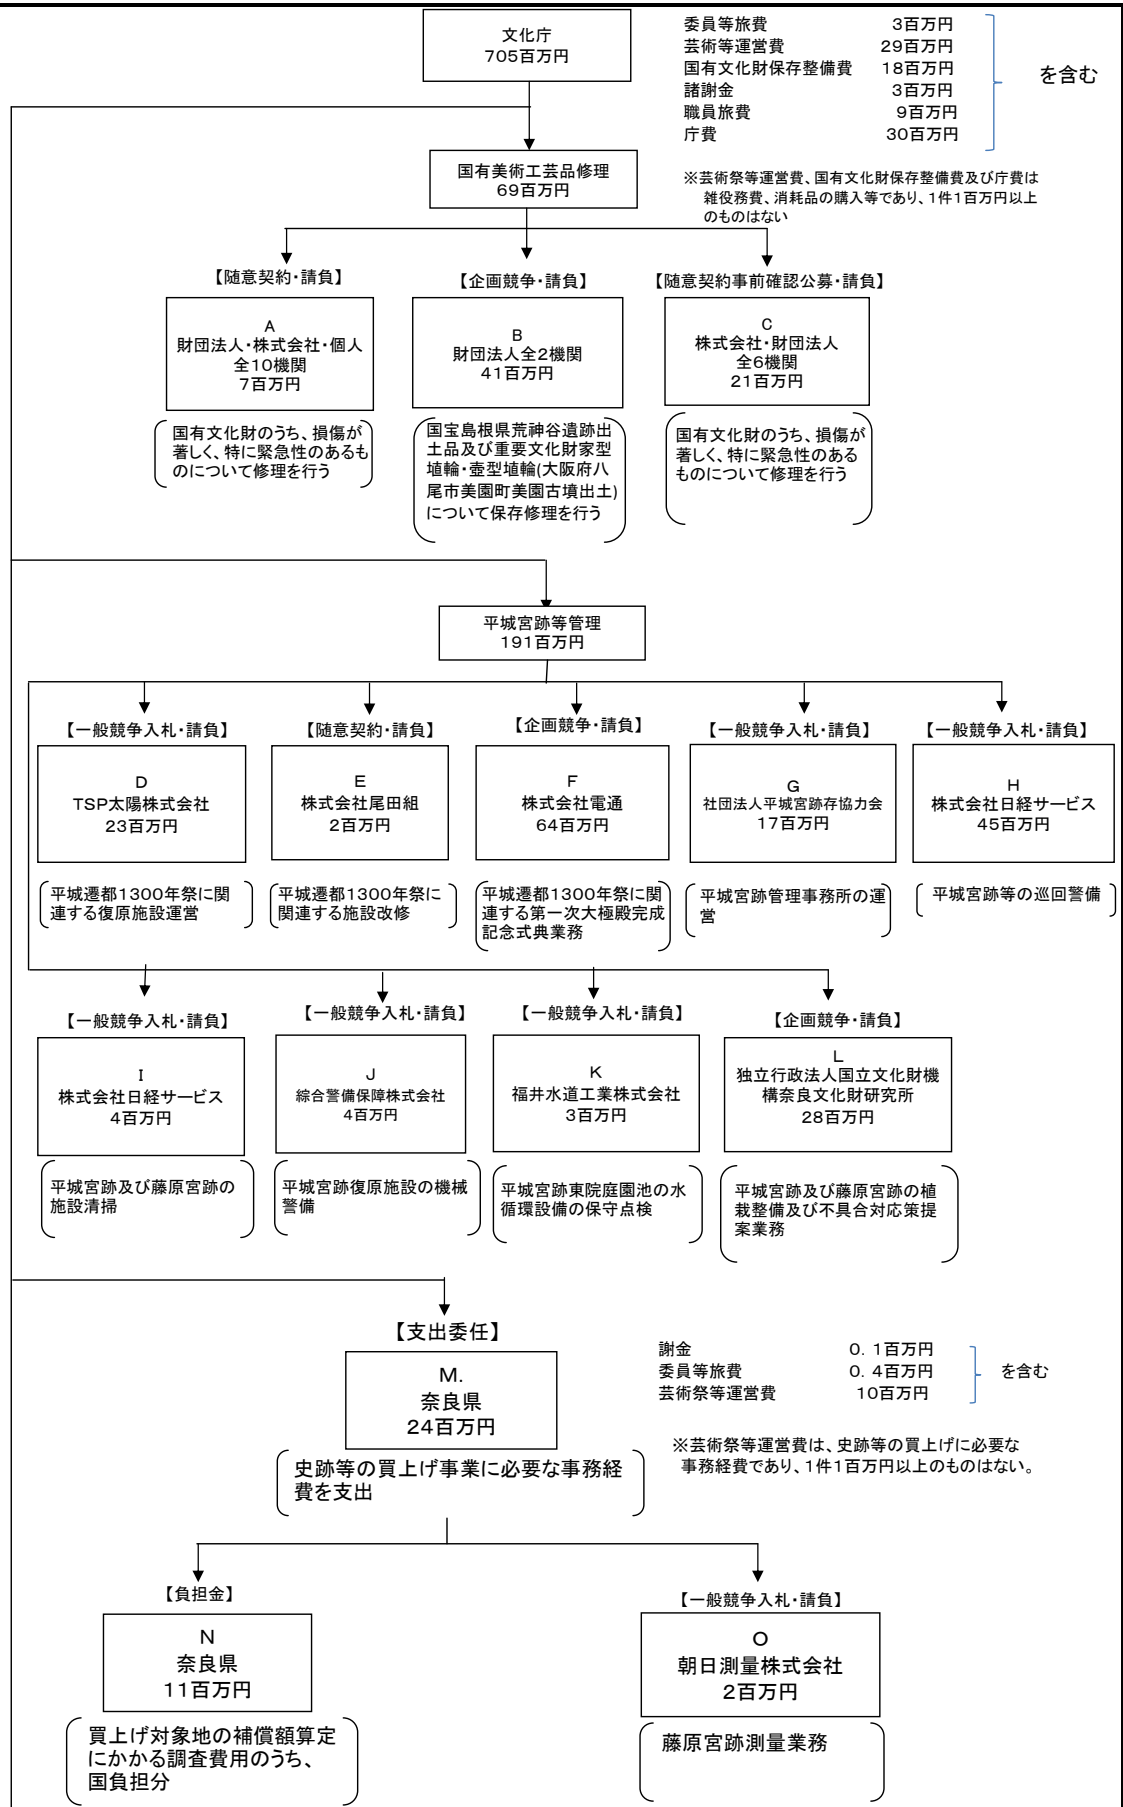 文化庁
705百万円
委員等旅費 3百万円
芸術等運営費 29百万円
国有文化財保存整備費 18百万円
諸謝金 3百万円
職員旅費 9百万円
庁費 30百万円
を含む
※芸術祭等運営費、国有文化財保存整備費及び庁費は
雑役務費、消耗品の購入等であり、1件1百万円以上
のものはない
国有美術工芸品修理
69百万円
【随意契約・請負】
A
財団法人・株式会社・個人
全10機関
7百万円
国有文化財のうち、損傷が
著しく、特に緊急性のあるも
のについて修理を行う
【企画競争・請負】
B
財団法人全2機関
41百万円
国宝島根県荒神谷遺跡出
土品及び重要文化財家型
埴輪・壷型埴輪(大阪府八
尾市美園町美園古墳出土)
について保存修理を行う
【随意契約事前確認公募・請負】
C
株式会社・財団法人
全6機関
21百万円
国有文化財のうち、損傷が
著しく、特に緊急性のある
ものについて修理を行う
平城宮跡等管理
191百万円
【一般競争入札・請負】
D
TSP太陽株式会社
23百万円
平城遷都1300年祭に関
連する復原施設運営
【随意契約・請負】
E
株式会社尾田組
2百万円
平城遷都1300年祭に
関連する施設改修
【企画競争・請負】
F
株式会社電通
64百万円
平城遷都1300年祭に関
連する第一次大極殿完成
記念式典業務
【一般競争入札・請負】
G
社団法人平城宮跡存協力会
17百万円
平城宮跡管理事務所の運
営
【一般競争入札・請負】
H
株式会社日経サービス
45百万円
平城宮跡等の巡回警備
【一般競争入札・請負】
I
株式会社日経サービス
4百万円
平城宮跡及び藤原宮跡の
施設清掃
【一般競争入札・請負】
J
綜合警備保障株式会社
4百万円
平城宮跡復原施設の機械
警備
【一般競争入札・請負】
K
福井水道工業株式会社
3百万円
平城宮跡東院庭園池の水
循環設備の保守点検
【企画競争・請負】
L
独立行政法人国立文化財機
構奈良文化財研究所
28百万円
平城宮跡及び藤原宮跡の植
栽整備及び不具合対応策提
案業務
【支出委任】
M.
奈良県
24百万円
史跡等の買上げ事業に必要な事務経
費を支出
謝金 0.1百万円
委員等旅費 0.4百万円
芸術祭等運営費 10百万円
を含む
※芸術祭等運営費は、史跡等の買上げに必要な
事務経費であり、1件1百万円以上のものはない。
【負担金】
N
奈良県
11百万円
買上げ対象地の補償額算定
にかかる調査費用のうち、
国負担分
【一般競争入札・請負】
O
朝日測量株式会社
2百万円
藤原宮跡測量業務